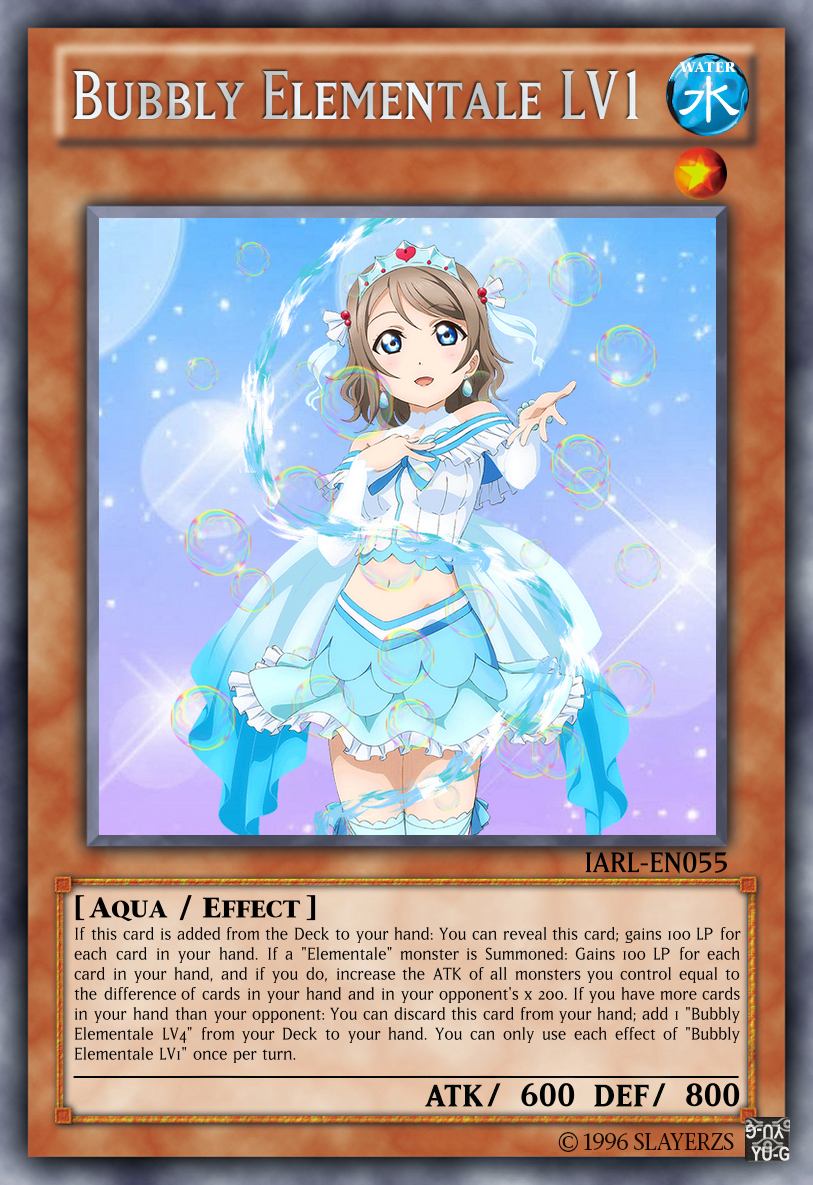 BUBBLY ELEMENTALE LV1
WATER
水
IARL-EN055
[ AQUA / EFFECT ]
If this card is added from the Deck to your hand: You can reveal this card; gains 100 LP for
each card in your hand. If a "Elementale" monster is Summoned: Gains 100 LP for each
card in your hand, and if you do, increase the ATK of all monsters you control equal to
the difference of cards in your hand and in your opponent's x 200. If you have more cards
in your hand than your opponent: You can discard this card from your hand; add 1 "Bubbly
Elementale LV4" from your Deck to your hand. You can only use each effect of "Bubbly
Elementale LV1" once per turn.
ATK/ 600 DEF/ 800
© 1996 SLAYERZS
YU-G